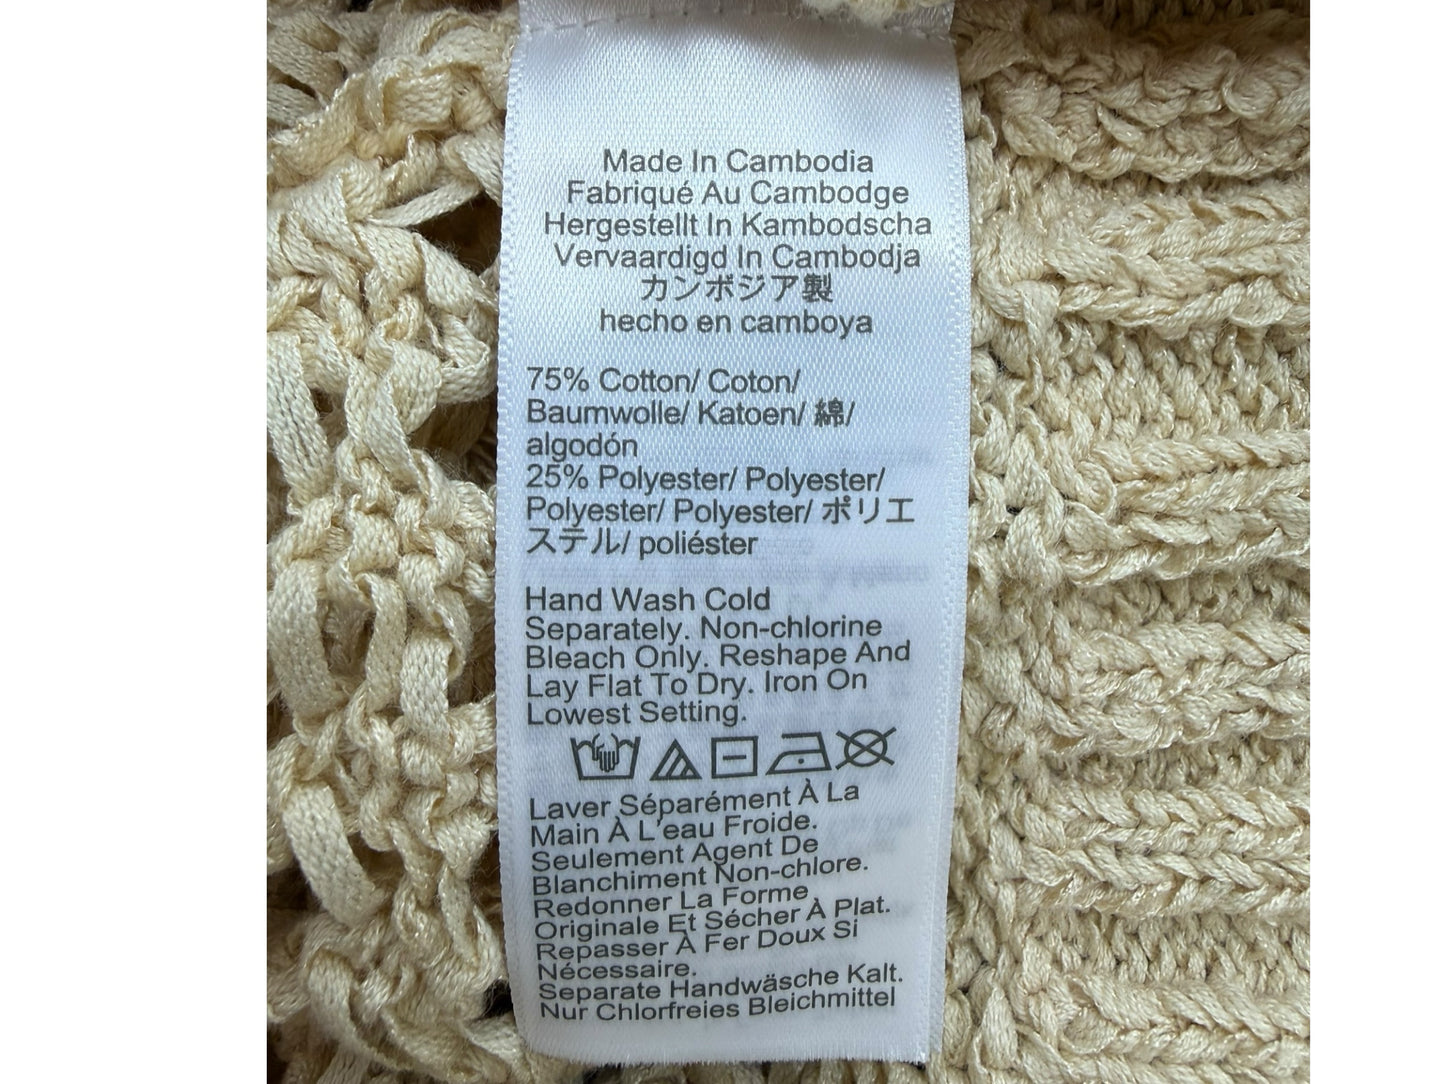 Made In Cambodia
Fabriqué Au Cambodge
Hergestellt In Kambodscha
Vervaardigd In Cambodja
カンボジア製
hecho en camboya
75% Cotton/ Coton/
Baumwolle/ Katoen/ 綿/
algodón
25% Polyester/ Polyester/
Polyester/ Polyester/ ポリエ
ステル/ poliéster
Hand Wash Cold
Separately. Non-chlorine
Bleach Only. Reshape And
Lay Flat To Dry. Iron On
Lowest Setting.
Laver Séparément À La
Main À L'eau Froide.
Seulement Agent De
Blanchiment Non-chlore.
Redonner La Forme
Originale Et Sécher À Plat.
Repasser À Fer Doux Si
Nécessaire.
Separate Handwäsche Kalt.
Nur Chlorfreies Bleichmittel